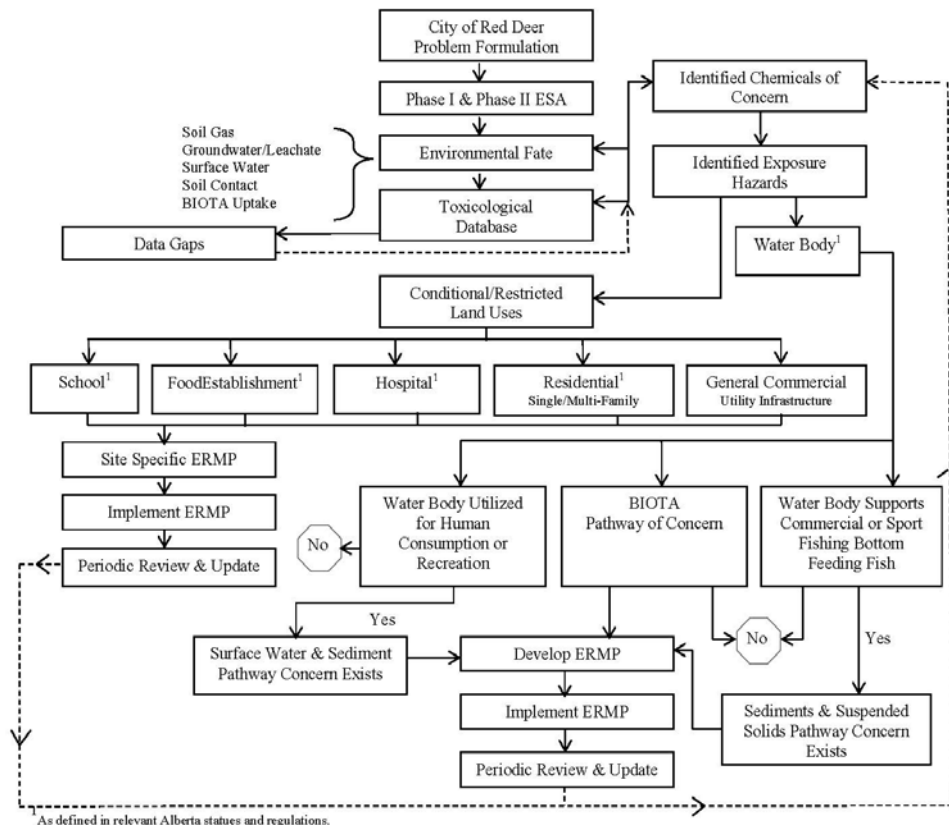 City of Red Deer
Problem Formulation
Phase I & Phase II ESA
Identified Chemicals of
Concern
Soil Gas
Groundwater/Leachate
Surface Water
Soil Contact
BIOTA Uptake
Environmental Fate
Identified Exposure
Hazards
Toxicological
Database
Data Gaps
Water Body1
Conditional/Restricted
Land Uses
School1
FoodEstablishment1
Hospital1
Residential1
Single/Multi-Family
General Commercial
Utility Infrastructure
Site Specific ERMP
Implement ERMP
Periodic Review & Update
No
Water Body Utilized
for Human
Consumption or
Recreation
BIOTA
Pathway of Concern
Water Body Supports
Commercial or Sport
Fishing Bottom
Feeding Fish
Yes
No
Yes
Surface Water & Sediment
Pathway Concern Exists
Develop ERMP
Implement ERMP
Periodic Review & Update
Sediments & Suspended
Solids Pathway Concern
Exists
1As defined in relevant Alberta statues and regulations.